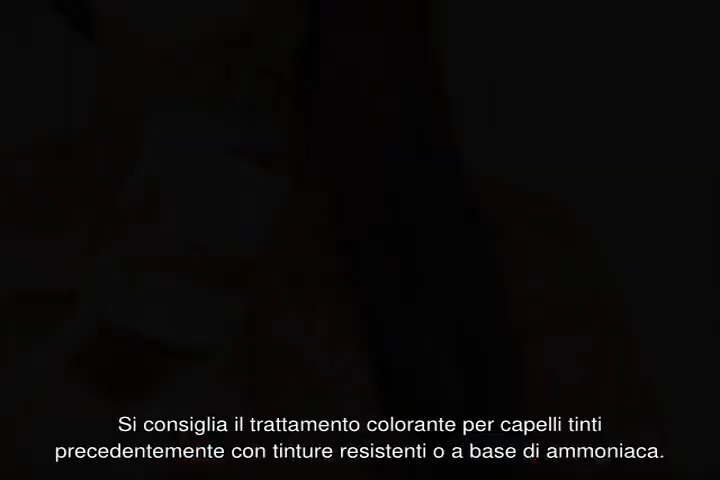 Si consiglia il trattamento colorante per capelli tinti
precedentemente con tinture resistenti o a base di ammoniaca.